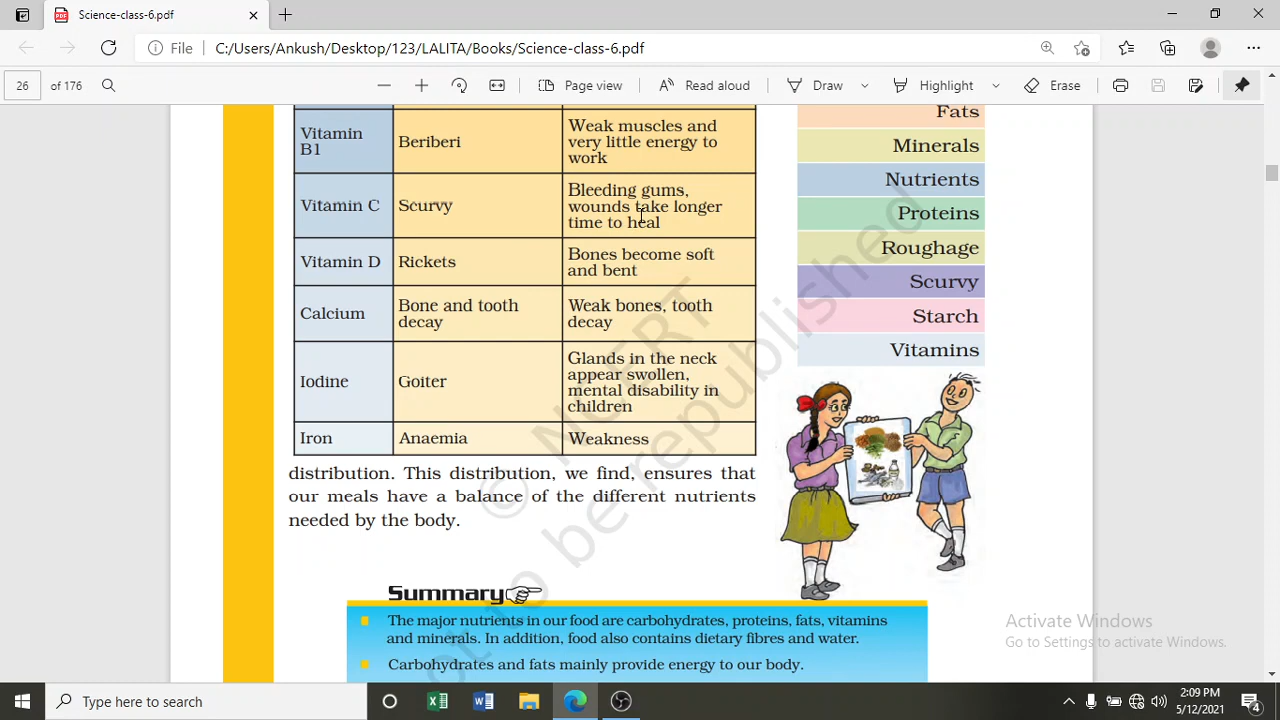 Science-class-6.pdf
File
C:/Users/Ankush/Desktop/123/LALITA/Books/Science-class-6.pdf
26 of 176
Page view
Read aloud
Draw
Highlight
Erase
Vitamin B1
Beriberi
Weak muscles and
very little energy to
work
Vitamin C
Scurvy
Bleeding gums,
wounds take longer
time to heal
Vitamin D
Rickets
Bones become soft
and bent
Calcium
Bone and tooth
decay
Weak bones, tooth
decay
Iodine
Goiter
Glands in the neck
appear swollen,
mental disability in
children
Iron
Anaemia
Weakness
distribution. This distribution, we find, ensures that
our meals have a balance of the different nutrients
needed by the body.
Fats
Minerals
Nutrients
Proteins
Roughage
Scurvy
Starch
Vitamins
© NCERT
not to be republished
Summary
The major nutrients in our food are carbohydrates, proteins, fats, vitamins
and minerals. In addition, food also contains dietary fibres and water.
Carbohydrates and fats mainly provide energy to our body.
Activate Windows
Go to Settings to activate Windows.
Type here to search
2:09 PM
5/12/2021
4